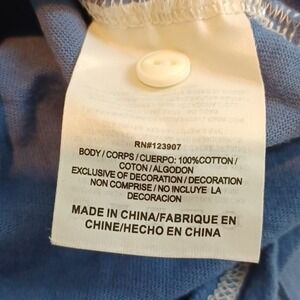 RN#123907
BODY / CORPS / CUERPO: 100%COTTON /
COTON / ALGODON
EXCLUSIVE OF DECORATION / DECORATION
NON COMPRISE / NO INCLUYE LA
DECORACION
MADE IN CHINA/FABRIQUE EN
CHINE/HECHO EN CHINA